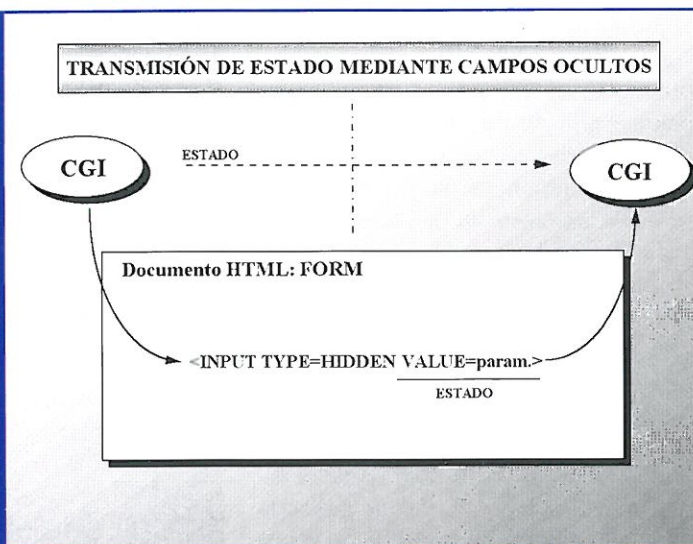 TRANSMISIÓN DE ESTADO MEDIANTE CAMPOS OCULTOS
ESTADO
CGI
CGI
Documento HTML: FORM
<INPUT TYPE=HIDDEN VALUE=param.>
ESTADO